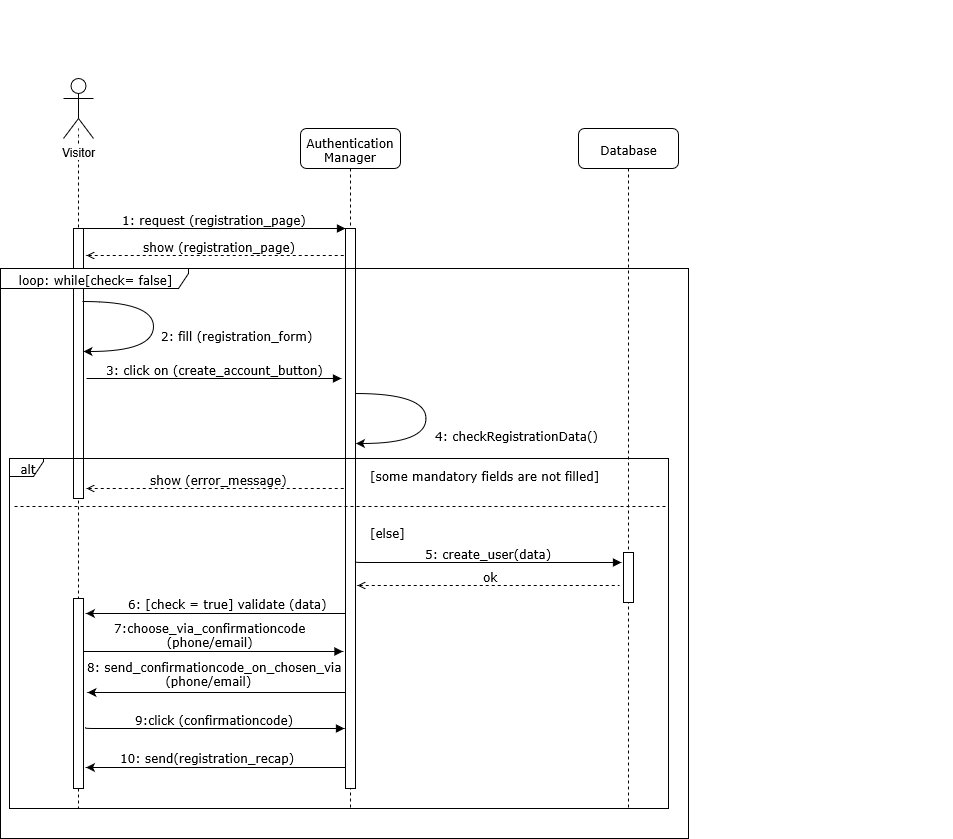 Visitor
Authentication
Manager
Database
1: request (registration_page)
show (registration_page)
loop: while[check= false]
2: fill (registration_form)
3: click on (create_account_button)
4: checkRegistrationData()
alt
show (error_message)
[some mandatory fields are not filled]
[else]
5: create_user(data)
ok
6: [check = true] validate (data)
7:choose_via_confirmationcode
(phone/email)
8: send_confirmationcode_on_chosen_via
(phone/email)
9:click (confirmationcode)
10: send(registration_recap)